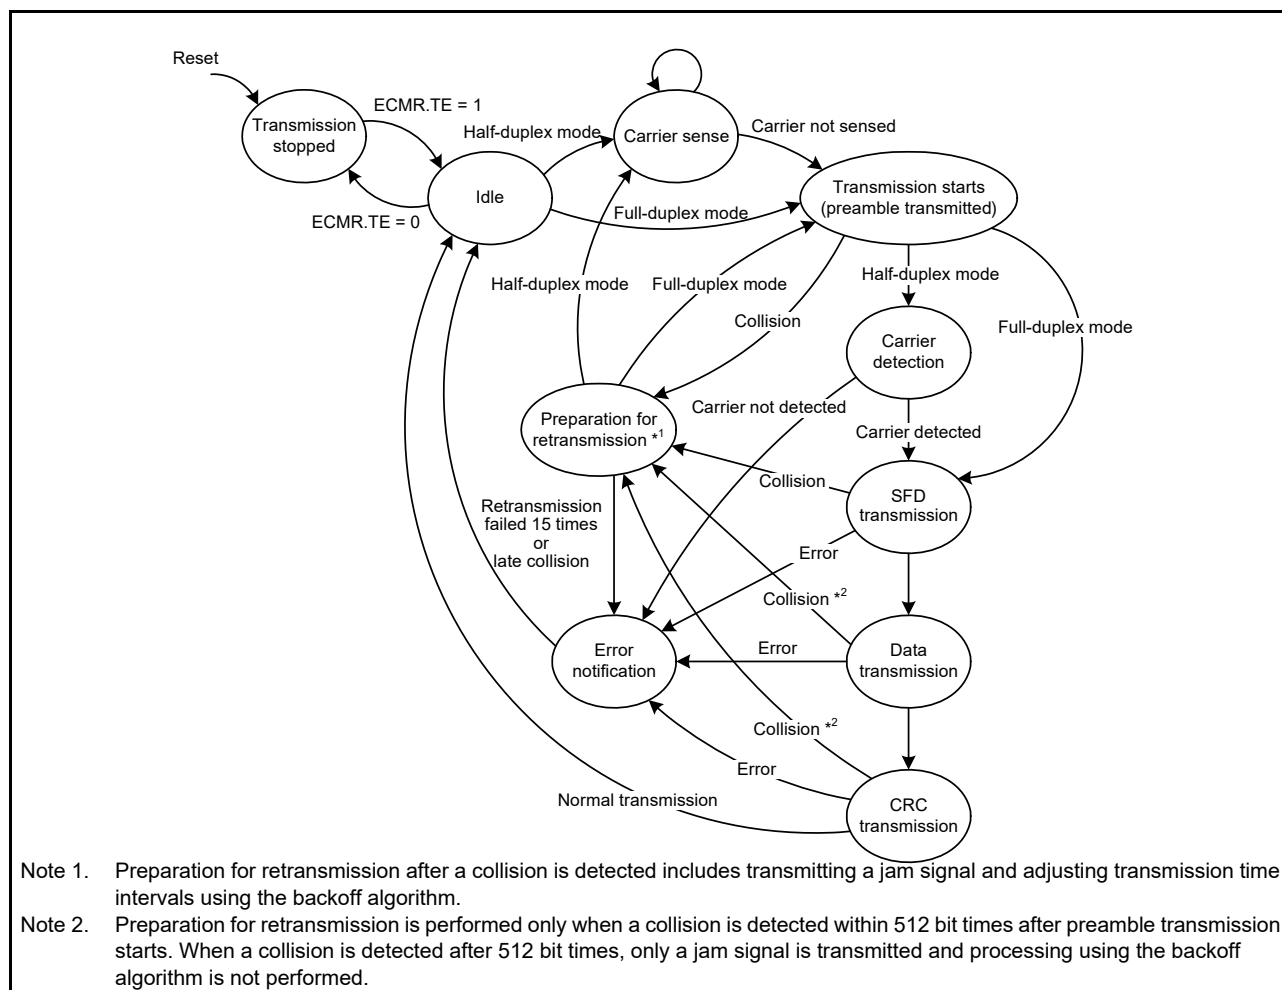 Reset
ECMR.TE = 1
Transmission
stopped
Half-duplex mode
Carrier sense
Carrier not sensed
Idle
Transmission starts
(preamble transmitted)
ECMR.TE = 0
Full-duplex mode
Half-duplex mode
Half-duplex mode
Full-duplex mode
Collision
Full-duplex mode
Carrier
detection
Carrier not detected
Preparation for
retransmission *1
Carrier detected
Collision
SFD
transmission
Retransmission
failed 15 times
or
late collision
Error
Collision *2
Error
notification
Error
Data
transmission
Collision *2
Error
Normal transmission
CRC
transmission
Note 1. Preparation for retransmission after a collision is detected includes transmitting a jam signal and adjusting transmission time
intervals using the backoff algorithm.
Note 2. Preparation for retransmission is performed only when a collision is detected within 512 bit times after preamble transmission
starts. When a collision is detected after 512 bit times, only a jam signal is transmitted and processing using the backoff
algorithm is not performed.